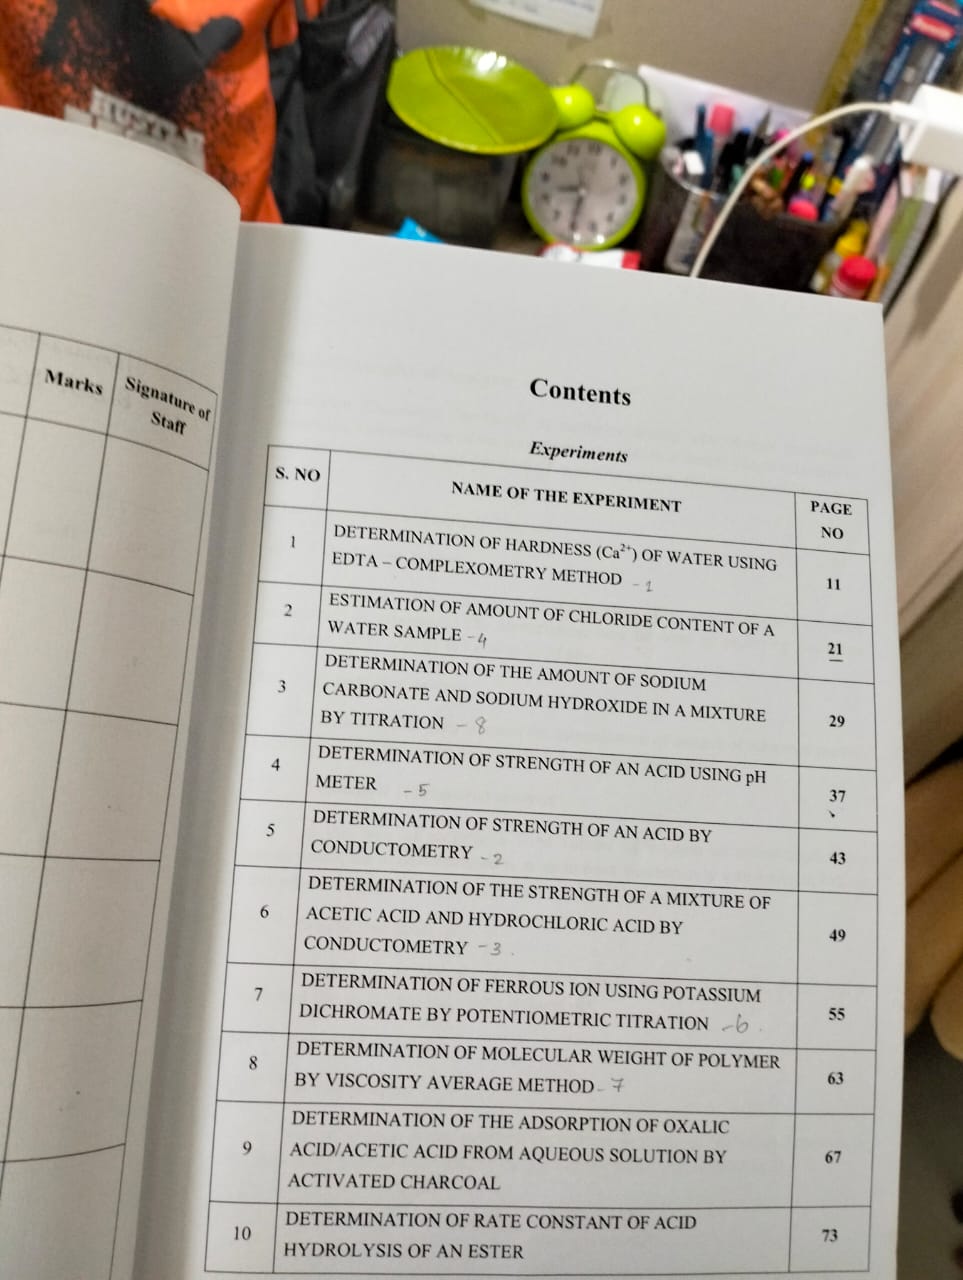 Marks
Signature of
Staff
Contents
Experiments
S. NO
NAME OF THE EXPERIMENT
PAGE
NO
1
DETERMINATION OF HARDNESS (Ca²⁺) OF WATER USING
EDTA – COMPLEXOMETRY METHOD - 1
11
2
ESTIMATION OF AMOUNT OF CHLORIDE CONTENT OF A
WATER SAMPLE - 4
21
3
DETERMINATION OF THE AMOUNT OF SODIUM
CARBONATE AND SODIUM HYDROXIDE IN A MIXTURE
BY TITRATION - 8
29
4
DETERMINATION OF STRENGTH OF AN ACID USING pH
METER - 5
37
5
DETERMINATION OF STRENGTH OF AN ACID BY
CONDUCTOMETRY - 2
43
6
DETERMINATION OF THE STRENGTH OF A MIXTURE OF
ACETIC ACID AND HYDROCHLORIC ACID BY
CONDUCTOMETRY - 3
49
7
DETERMINATION OF FERROUS ION USING POTASSIUM
DICHROMATE BY POTENTIOMETRIC TITRATION - 6
55
8
DETERMINATION OF MOLECULAR WEIGHT OF POLYMER
BY VISCOSITY AVERAGE METHOD - 7
63
9
DETERMINATION OF THE ADSORPTION OF OXALIC
ACID/ACETIC ACID FROM AQUEOUS SOLUTION BY
ACTIVATED CHARCOAL
67
10
DETERMINATION OF RATE CONSTANT OF ACID
HYDROLYSIS OF AN ESTER
73